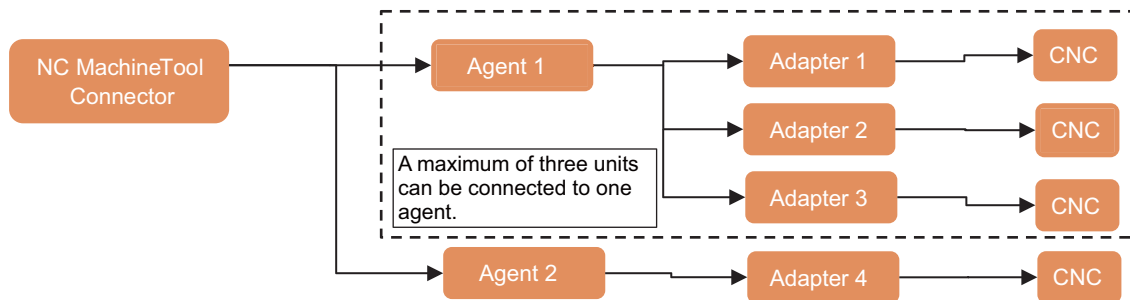 NC MachineTool
Connector
Agent 1
Adapter 1
CNC
Adapter 2
CNC
A maximum of three units
can be connected to one
agent.
Adapter 3
CNC
Agent 2
Adapter 4
CNC